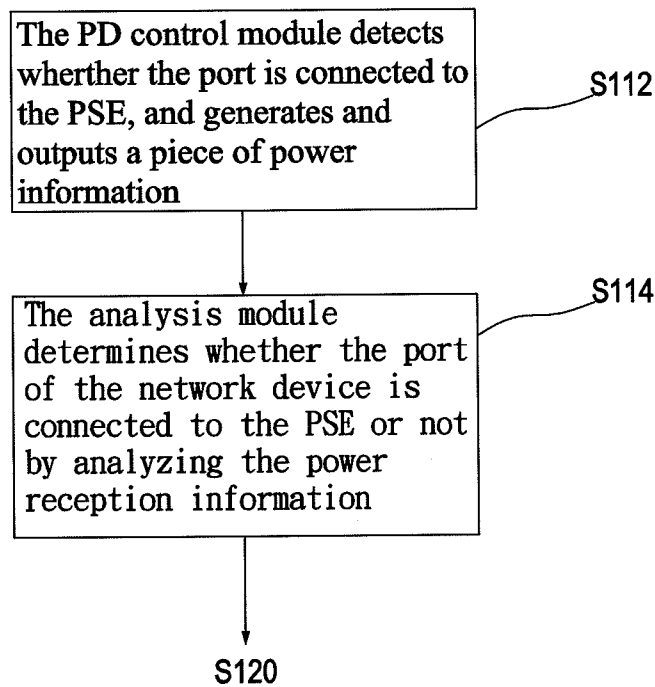 The PD control module detects
wherther the port is connected to
the PSE, and generates and
outputs a piece of power
information
S112
The analysis module
determines whether the port
of the network device is
connected to the PSE or not
by analyzing the power
reception information
S114
S120